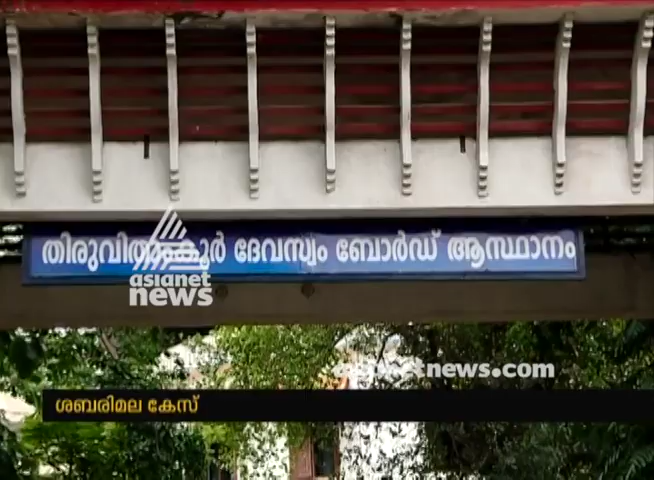 തിരുവിതാംകൂർ ദേവസ്വം ബോർഡ് ആസ്ഥാനം
asianet
news
asianetnews.com
ശബരിമല കേസ്